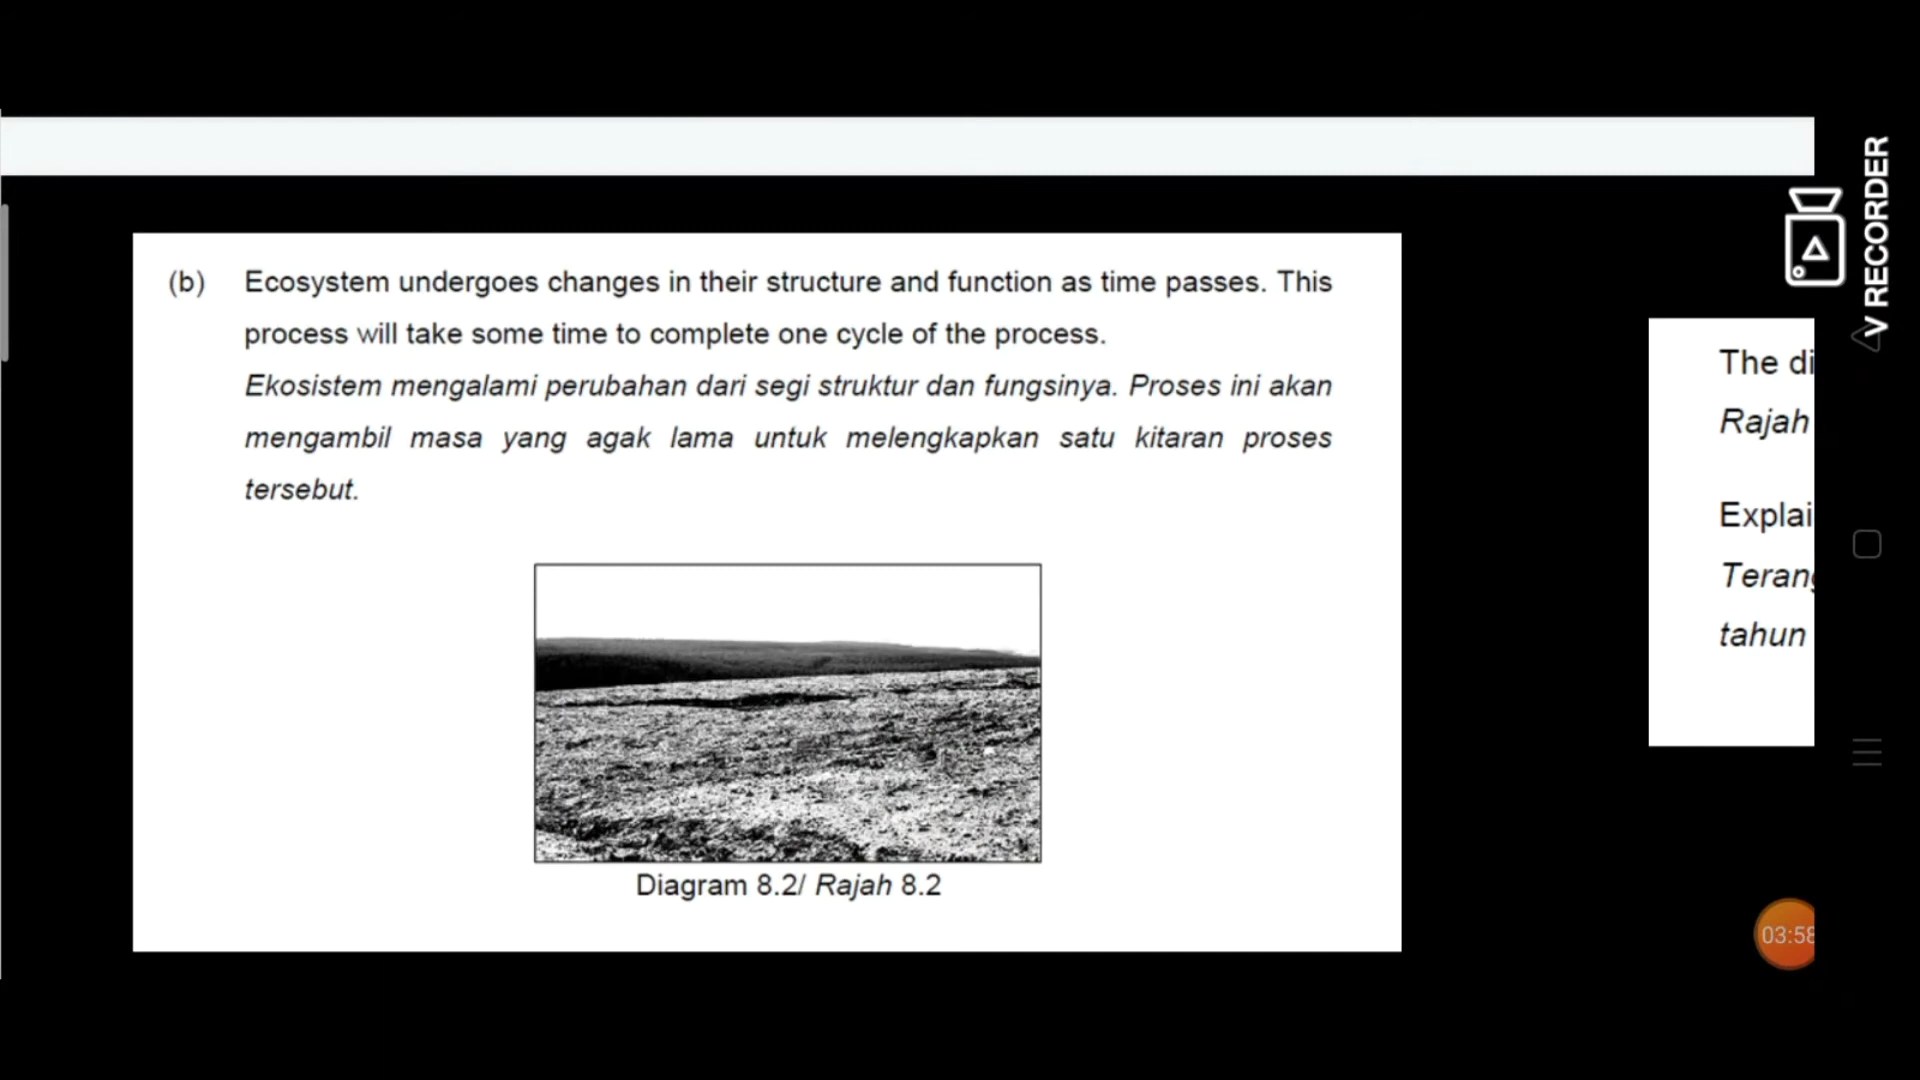 (b) Ecosystem undergoes changes in their structure and function as time passes. This
process will take some time to complete one cycle of the process.
Ekosistem mengalami perubahan dari segi struktur dan fungsinya. Proses ini akan
mengambil masa yang agak lama untuk melengkapkan satu kitaran proses
tersebut.
Diagram 8.2/ Rajah 8.2
The di
Rajah
Explai
Terang
tahun
V RECORDER
03:58